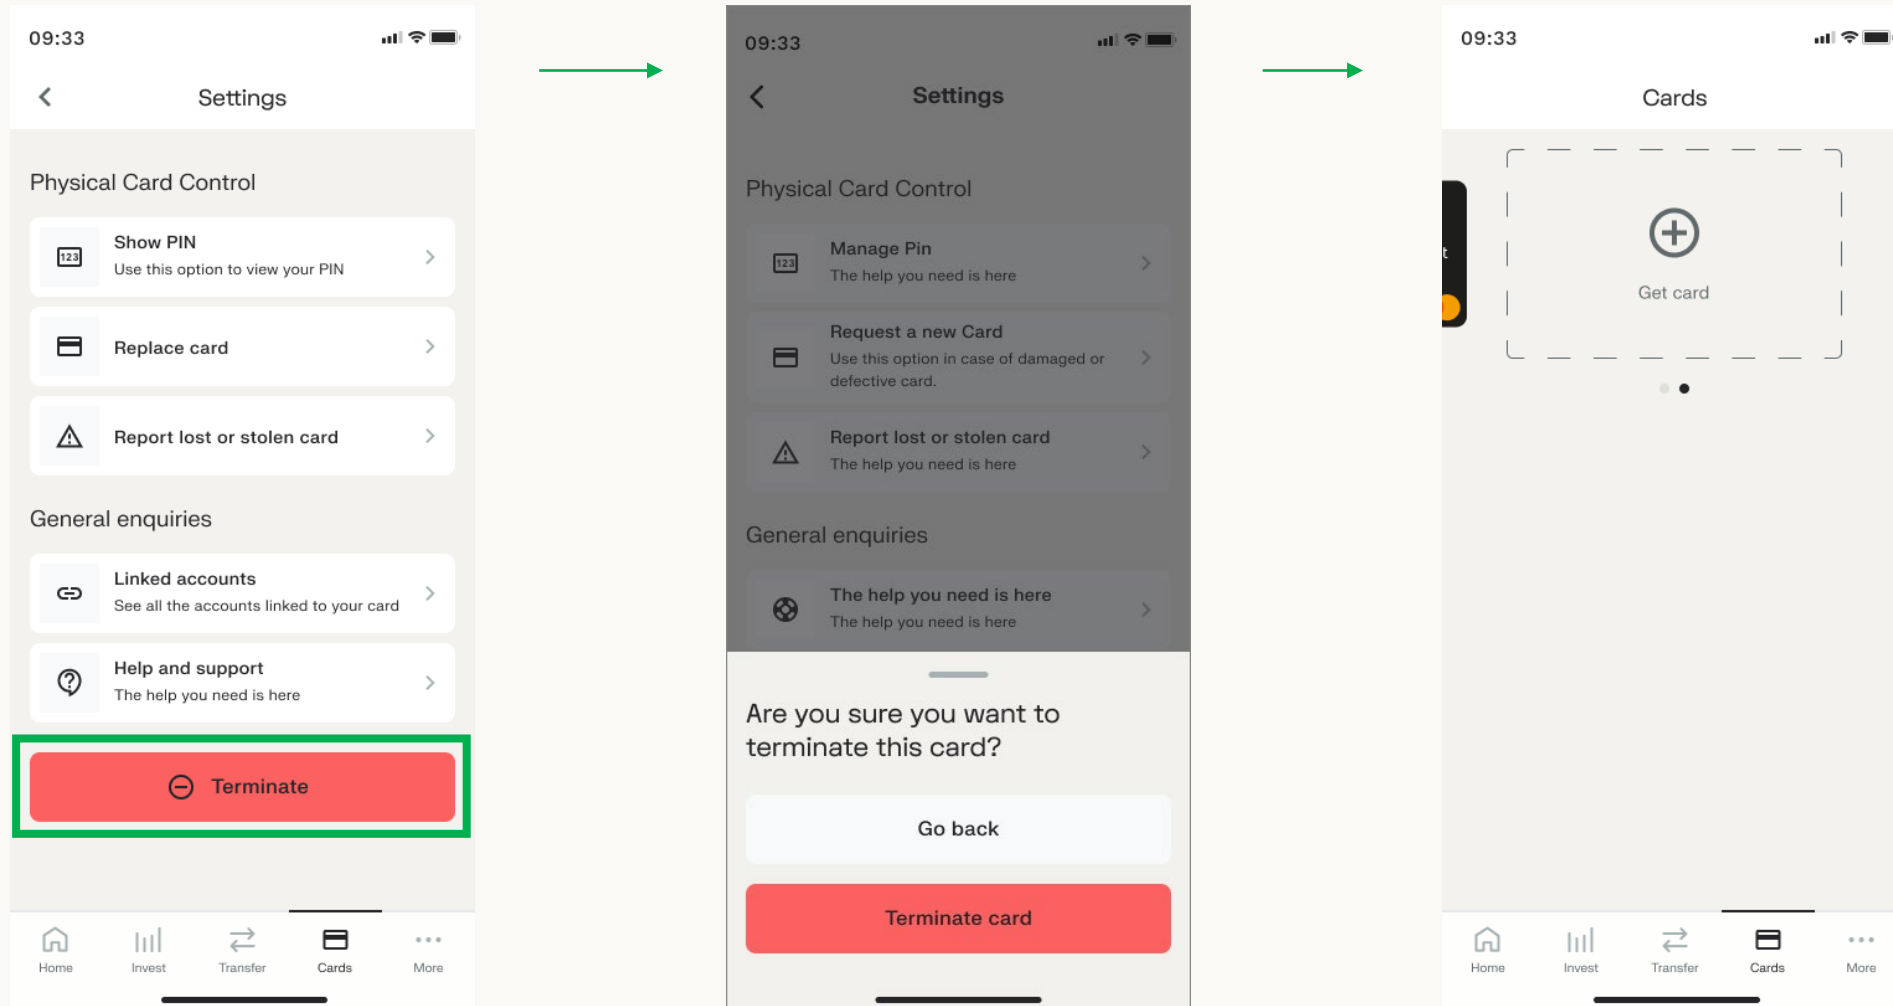 09:33
Settings
Physical Card Control
123
Show PIN
Use this option to view your PIN
Replace card
Report lost or stolen card
General enquiries
Linked accounts
See all the accounts linked to your card
Help and support
The help you need is here
Terminate
Home
Invest
Transfer
Cards
More
09:33
Settings
Physical Card Control
123
Manage Pin
The help you need is here
Request a new Card
Use this option in case of damaged or
defective card.
Report lost or stolen card
The help you need is here
General enquiries
The help you need is here
The help you need is here
Are you sure you want to
terminate this card?
Go back
Terminate card
09:33
Cards
t
Get card
Home
Invest
Transfer
Cards
More